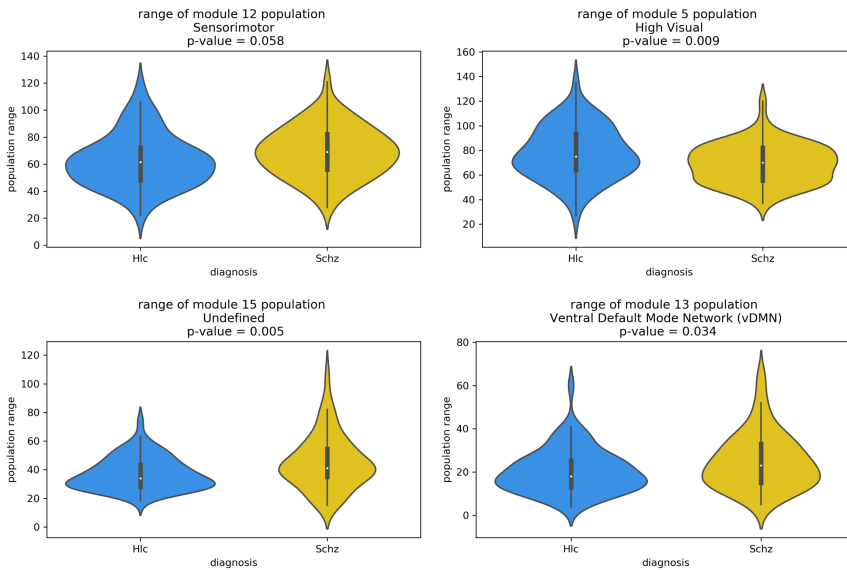 range of module 12 population
Sensorimotor
p-value = 0.058
140
120
100
80
60
40
20
0
population range
Hlc
Schz
diagnosis
range of module 5 population
High Visual
p-value = 0.009
160
140
120
100
80
60
40
20
population range
Hlc
Schz
diagnosis
range of module 15 population
Undefined
p-value = 0.005
120
100
80
60
40
20
0
population range
Hlc
Schz
diagnosis
range of module 13 population
Ventral Default Mode Network (vDMN)
p-value = 0.034
80
60
40
20
0
population range
Hlc
Schz
diagnosis